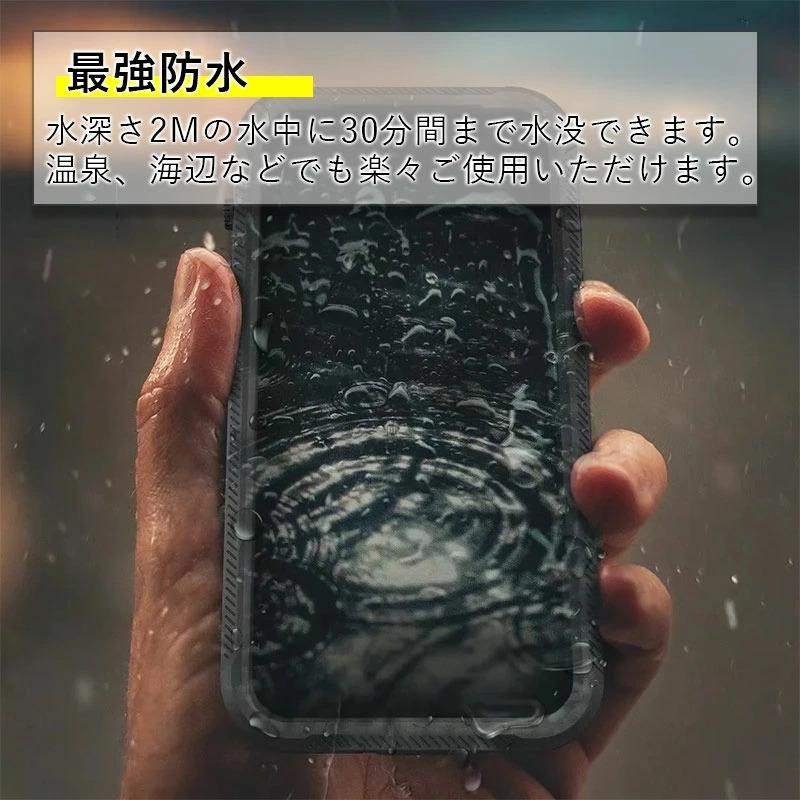 最強防水
水深さ2Mの水中に30分間まで水没できます。
温泉、海辺などでも楽々ご使用いただけます。